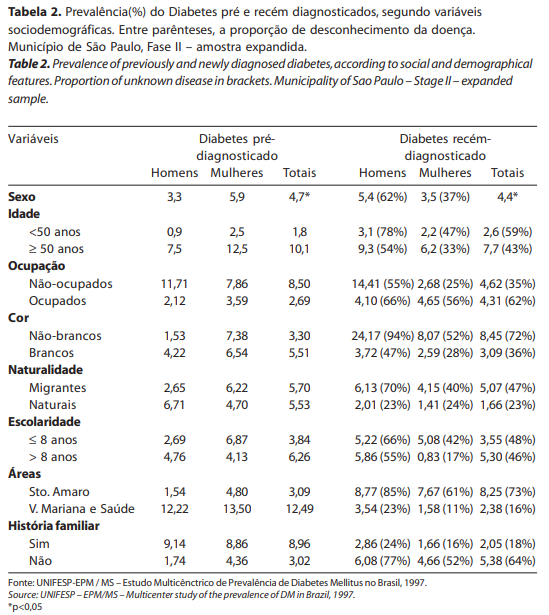 Tabela 2. Prevalência(%) do Diabetes pré e recém diagnosticados, segundo variáveis
sociodemográficas. Entre parênteses, a proporção de desconhecimento da doença.
Município de São Paulo, Fase II – amostra expandida.
Table 2. Prevalence of previously and newly diagnosed diabetes, according to social and demographical
features. Proportion of unknown disease in brackets. Municipality of Sao Paulo – Stage II – expanded
sample.
Variáveis Diabetes pré- Diabetes recém-
diagnosticado diagnosticado
Homens Mulheres Totais Homens Mulheres Totais
Sexo 3,3 5,9 4,7* 5,4 (62%) 3,5 (37%) 4,4*
Idade
<50 anos 0,9 2,5 1,8 3,1 (78%) 2,2 (47%) 2,6 (59%)
≥ 50 anos 7,5 12,5 10,1 9,3 (54%) 6,2 (33%) 7,7 (43%)
Ocupação
Não-ocupados 11,71 7,86 8,50 14,41 (55%) 2,68 (25%) 4,62 (35%)
Ocupados 2,12 3,59 2,69 4,10 (66%) 4,65 (56%) 4,31 (62%)
Cor
Não-brancos 1,53 7,38 3,30 24,17 (94%) 8,07 (52%) 8,45 (72%)
Brancos 4,22 6,54 5,51 3,72 (47%) 2,59 (28%) 3,09 (36%)
Naturalidade
Migrantes 2,65 6,22 5,70 6,13 (70%) 4,15 (40%) 5,07 (47%)
Naturais 6,71 4,70 5,53 2,01 (23%) 1,41 (24%) 1,66 (23%)
Escolaridade
≤ 8 anos 2,69 6,87 3,84 5,22 (66%) 5,08 (42%) 3,55 (48%)
> 8 anos 4,76 4,13 6,26 5,86 (55%) 0,83 (17%) 5,30 (46%)
Áreas
Sto. Amaro 1,54 4,80 3,09 8,77 (85%) 7,67 (61%) 8,25 (73%)
V. Mariana e Saúde 12,22 13,50 12,49 3,54 (23%) 1,58 (11%) 2,38 (16%)
História familiar
Sim 9,14 8,86 8,96 2,86 (24%) 1,66 (16%) 2,05 (18%)
Não 1,74 4,36 3,02 6,08 (77%) 4,66 (52%) 5,38 (64%)
Fonte: UNIFESP-EPM / MS – Estudo Multicênctrico de Prevalência de Diabetes Mellitus no Brasil, 1997.
Source: UNIFESP – EPM/MS – Multicenter study of the prevalence of DM in Brazil, 1997.
*p<0,05